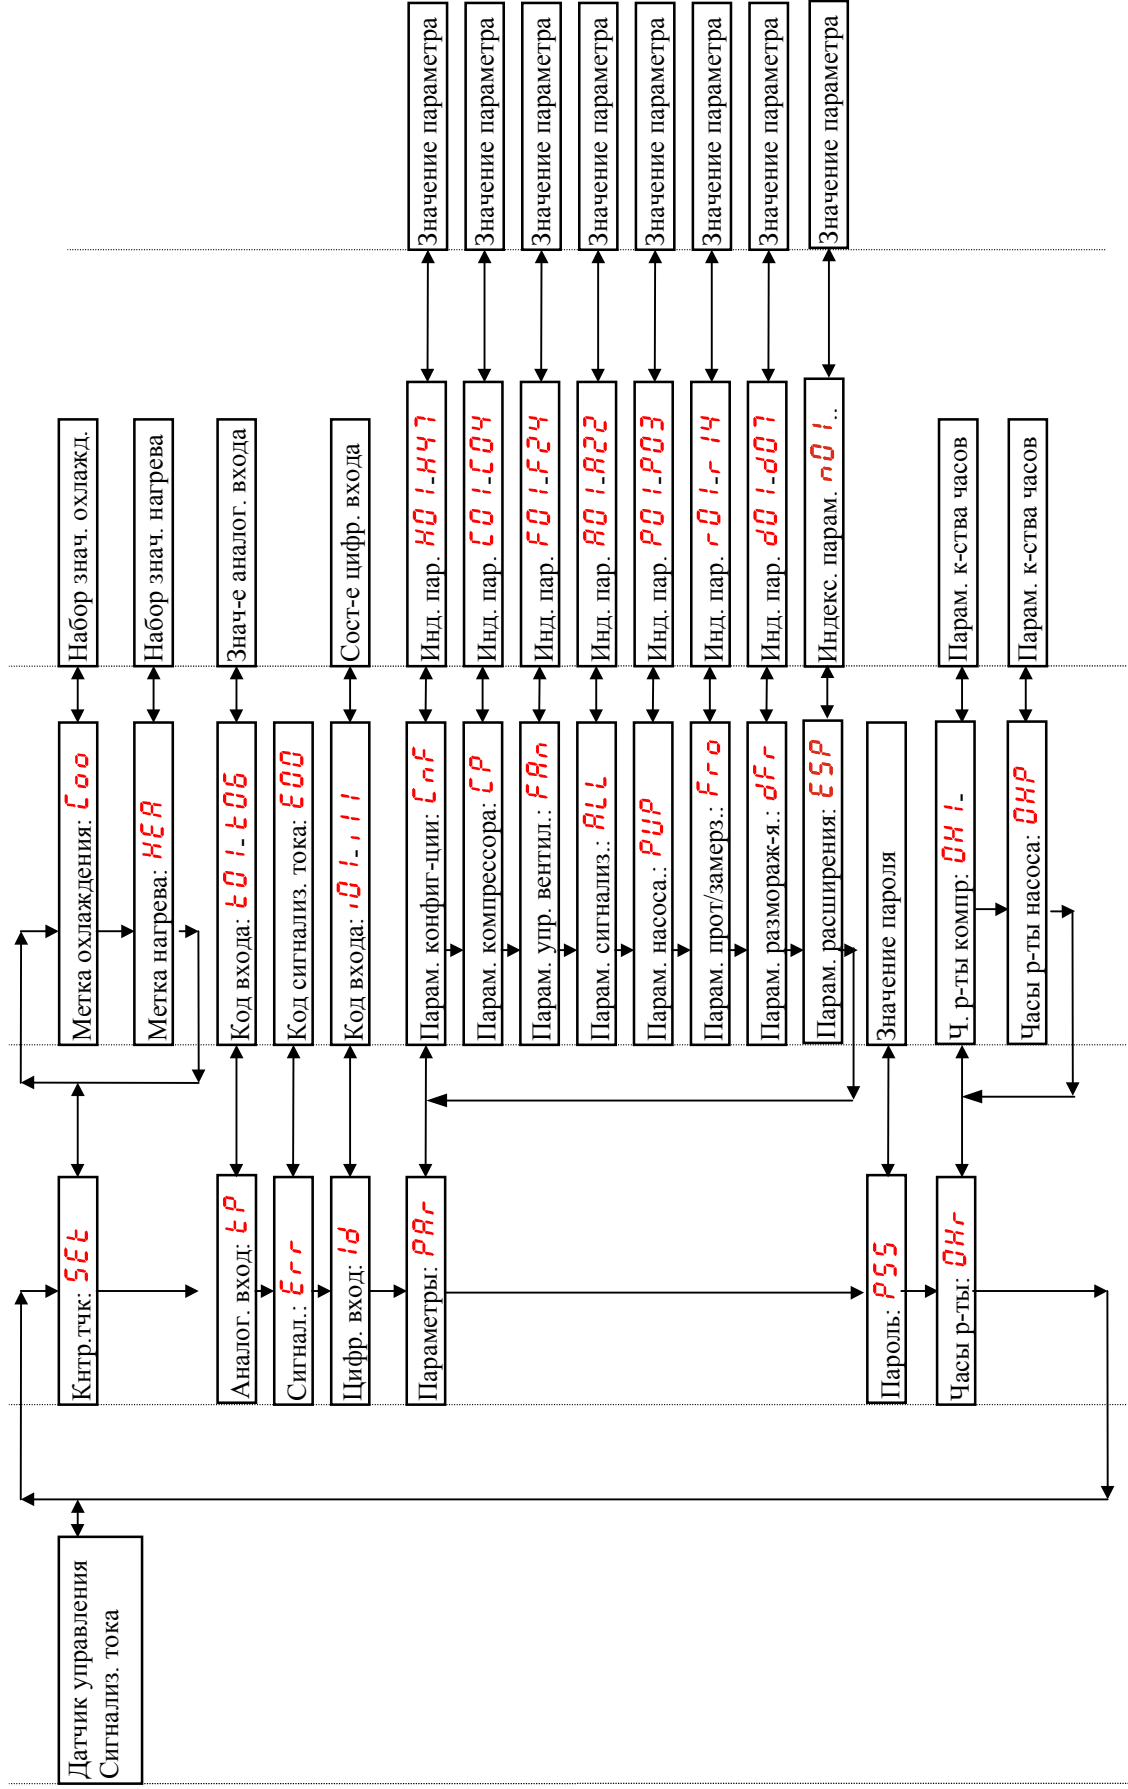 Датчик управления
Сигнализ. тока
Кнтр.тчк: SEt
Аналог. вход: tP
Сигнал.: Err
Цифр. вход: Id
Параметры: PAr
Пароль: PSS
Часы р-ты: OHr
Метка охлаждения: Coo
Метка нагрева: HEA
Код входа: t01-t06
Код сигнализ. тока: E00
Код входа: i01-i11
Парам. конфиг-ции: CnF
Парам. компрессора: CP
Парам. упр. вентил.: FAn
Парам. сигнализ.: ALL
Парам. насоса.: PUP
Парам. прот/замерз.: Fro
Парам. размораж-я.: dFr
Парам. расширения: ESP
Значение пароля
Ч. р-ты компр: OH1-
Часы р-ты насоса: OHP
Набор знач. охлажд.
Набор знач. нагрева
Знач-е аналог. входа
Сост-е цифр. входа
Инд. пар. H01-H47
Инд. пар. C01-C04
Инд. пар. F01-F24
Инд. пар. A01-A22
Инд. пар. P01-P03
Инд. пар. r01-r14
Инд. пар. d01-d07
Индекс. парам. n01..
Парам. к-ства часов
Парам. к-ства часов
Значение параметра
Значение параметра
Значение параметра
Значение параметра
Значение параметра
Значение параметра
Значение параметра
Значение параметра